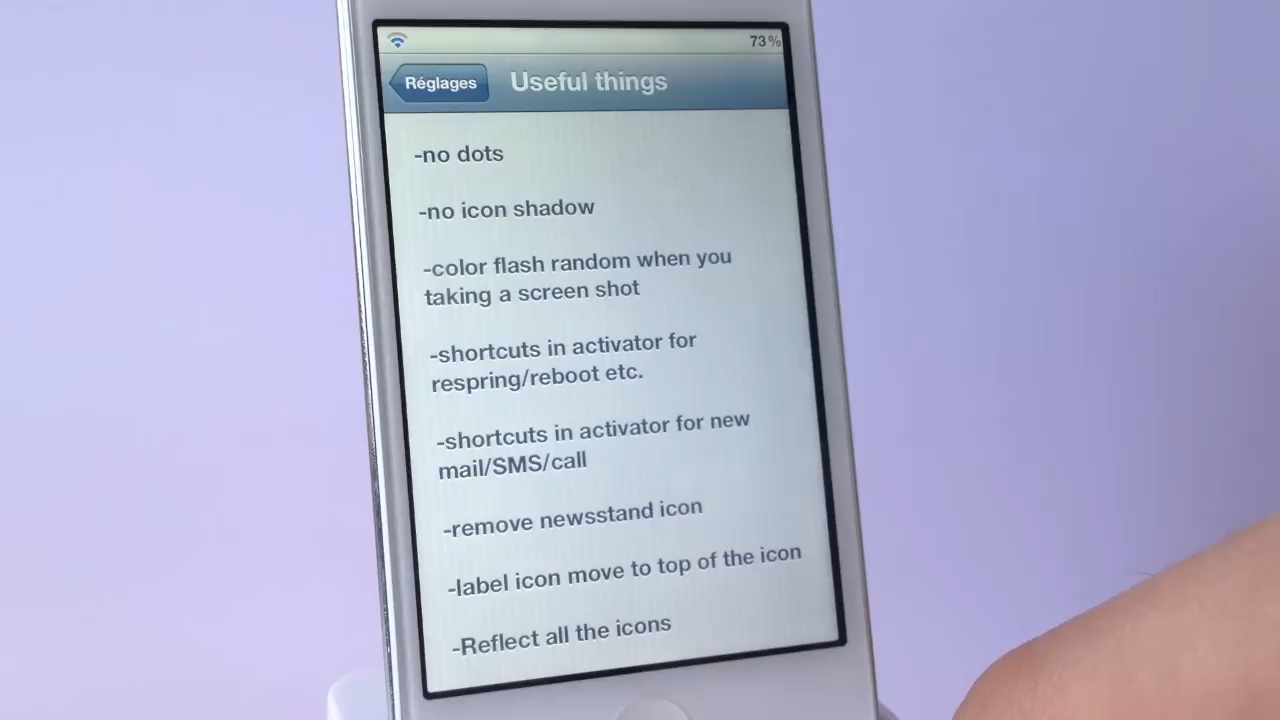 73%
Réglages
Useful things
-no dots
-no icon shadow
-color flash random when you
taking a screen shot
-shortcuts in activator for
respring/reboot etc.
-shortcuts in activator for new
mail/SMS/call
-remove newsstand icon
-label icon move to top of the icon
-Reflect all the icons